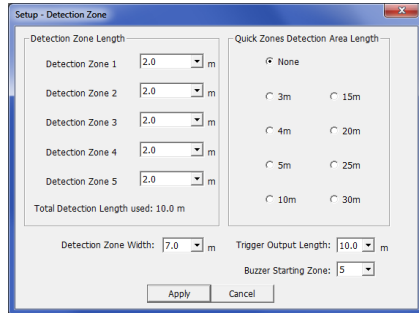 Setup - Detection Zone
Detection Zone Length
Detection Zone 1 2.0 m
Detection Zone 2 2.0 m
Detection Zone 3 2.0 m
Detection Zone 4 2.0 m
Detection Zone 5 2.0 m
Total Detection Length used: 10.0 m
Quick Zones Detection Area Length
None
3m 15m
4m 20m
5m 25m
10m 30m
Detection Zone Width: 7.0 m
Trigger Output Length: 10.0 m
Buzzer Starting Zone: 5
Apply Cancel